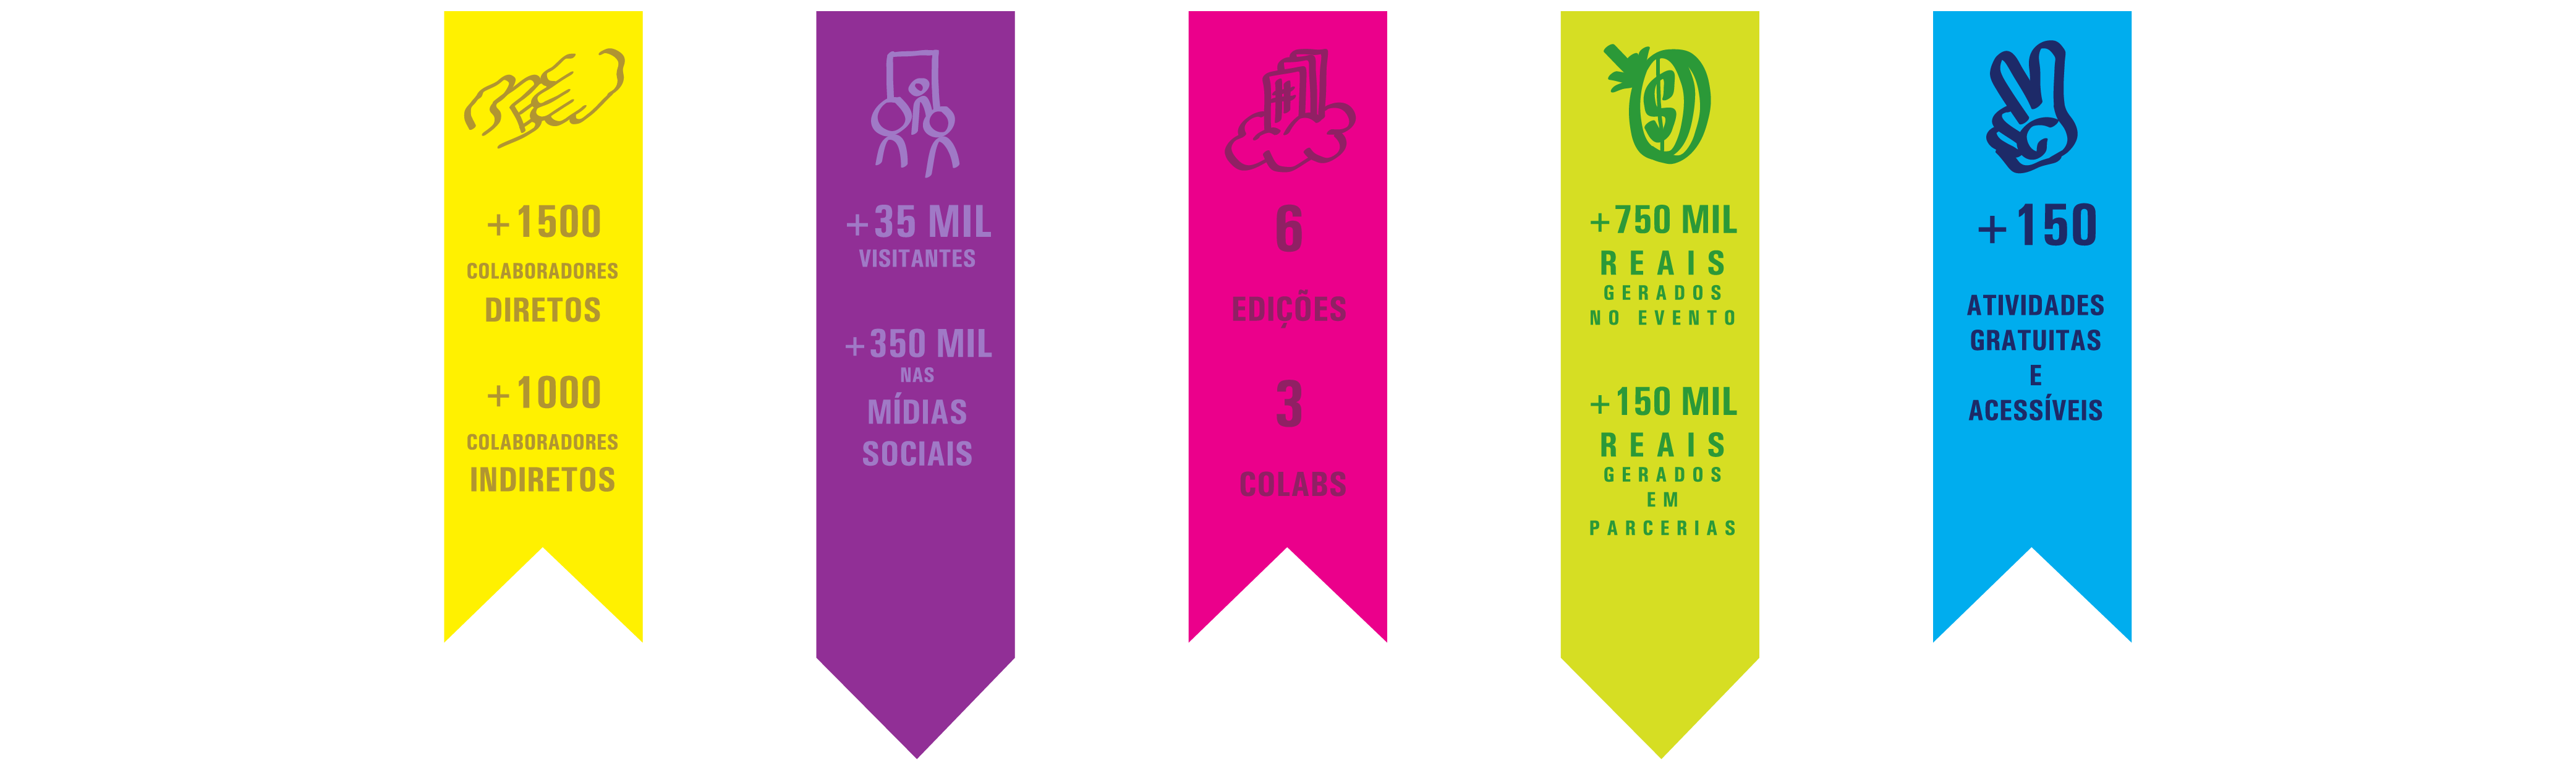 +1500
COLABORADORES
DIRETOS
+1000
COLABORADORES
INDIRETOS
+35 MIL
VISITANTES
+350 MIL
NAS
MÍDIAS
SOCIAIS
#
6
EDIÇÕES
3
COLABS
$
+750 MIL
REAIS
GERADOS
NO EVENTO
+150 MIL
REAIS
GERADOS
EM
PARCERIAS
+150
ATIVIDADES
GRATUITAS
E
ACESSÍVEIS